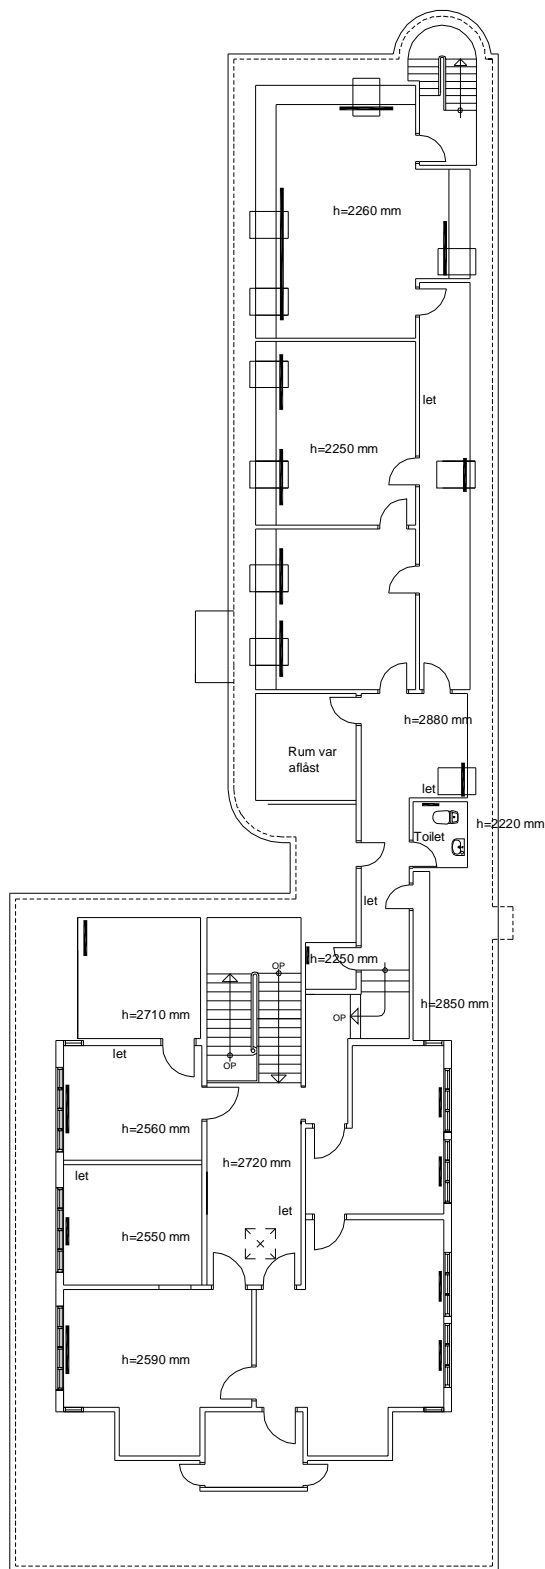 h=2260 mm
let
h=2250 mm
h=2880 mm
Rum var
aflåst
let
h=2220 mm
Toilet
let
h=2250 mm
OP
h=2850 mm
h=2710 mm
OP
let
OP
h=2560 mm
h=2720 mm
let
let
h=2550 mm
h=2590 mm